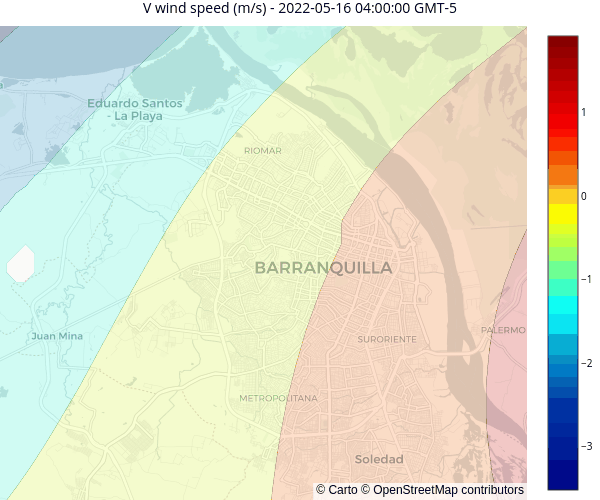 V wind speed (m/s) - 2022-05-16 04:00:00 GMT-5
Eduardo Santos
- La Playa
RIOMAR
BARRANQUILLA
Juan Mina
SURORIENTE
PALERMO
METROPOLITANA
Soledad
© Carto © OpenStreetMap contributors
1
0
−1
−2
−3